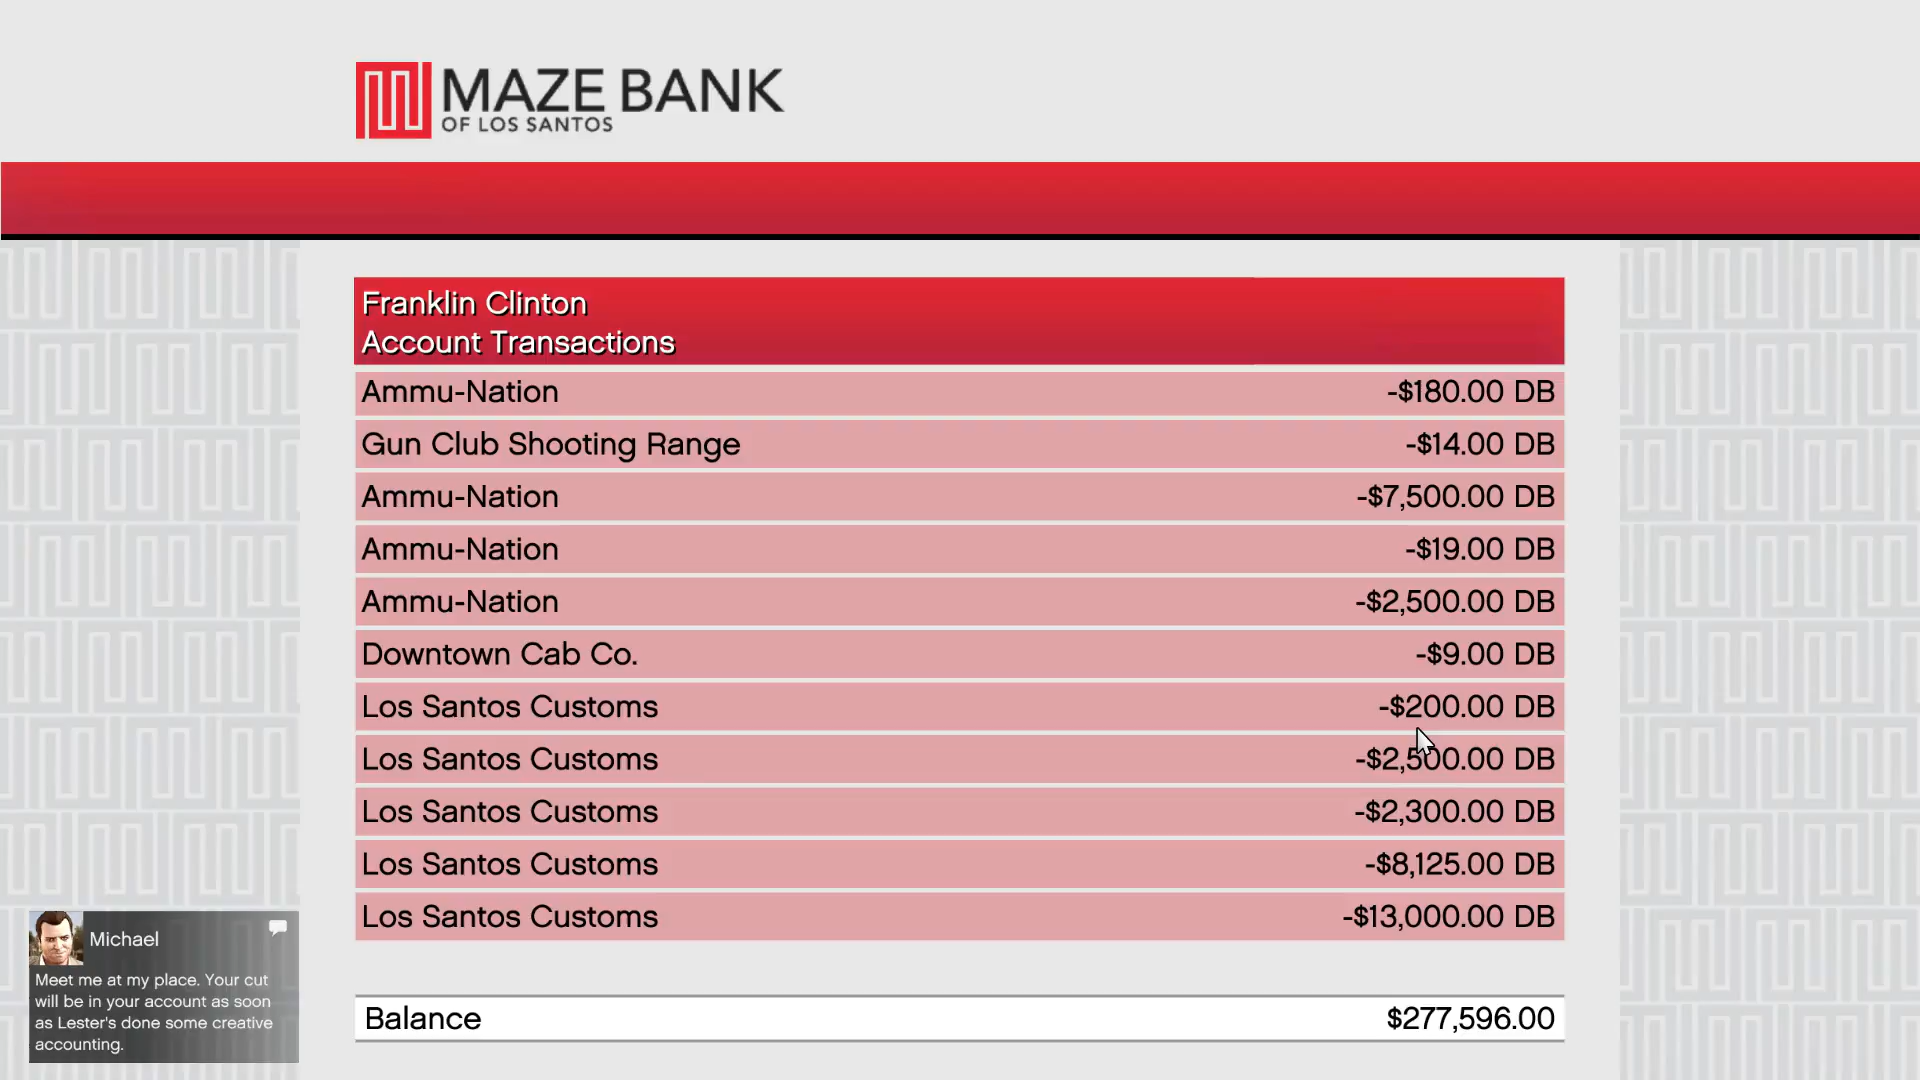 MAZE BANK
OF LOS SANTOS
Franklin Clinton
Account Transactions
Ammu-Nation -$180.00 DB
Gun Club Shooting Range -$14.00 DB
Ammu-Nation -$7,500.00 DB
Ammu-Nation -$19.00 DB
Ammu-Nation -$2,500.00 DB
Downtown Cab Co. -$9.00 DB
Los Santos Customs -$200.00 DB
Los Santos Customs -$2,500.00 DB
Los Santos Customs -$2,300.00 DB
Los Santos Customs -$8,125.00 DB
Los Santos Customs -$13,000.00 DB
Balance $277,596.00
Michael
Meet me at my place. Your cut
will be in your account as soon
as Lester's done some creative
accounting.